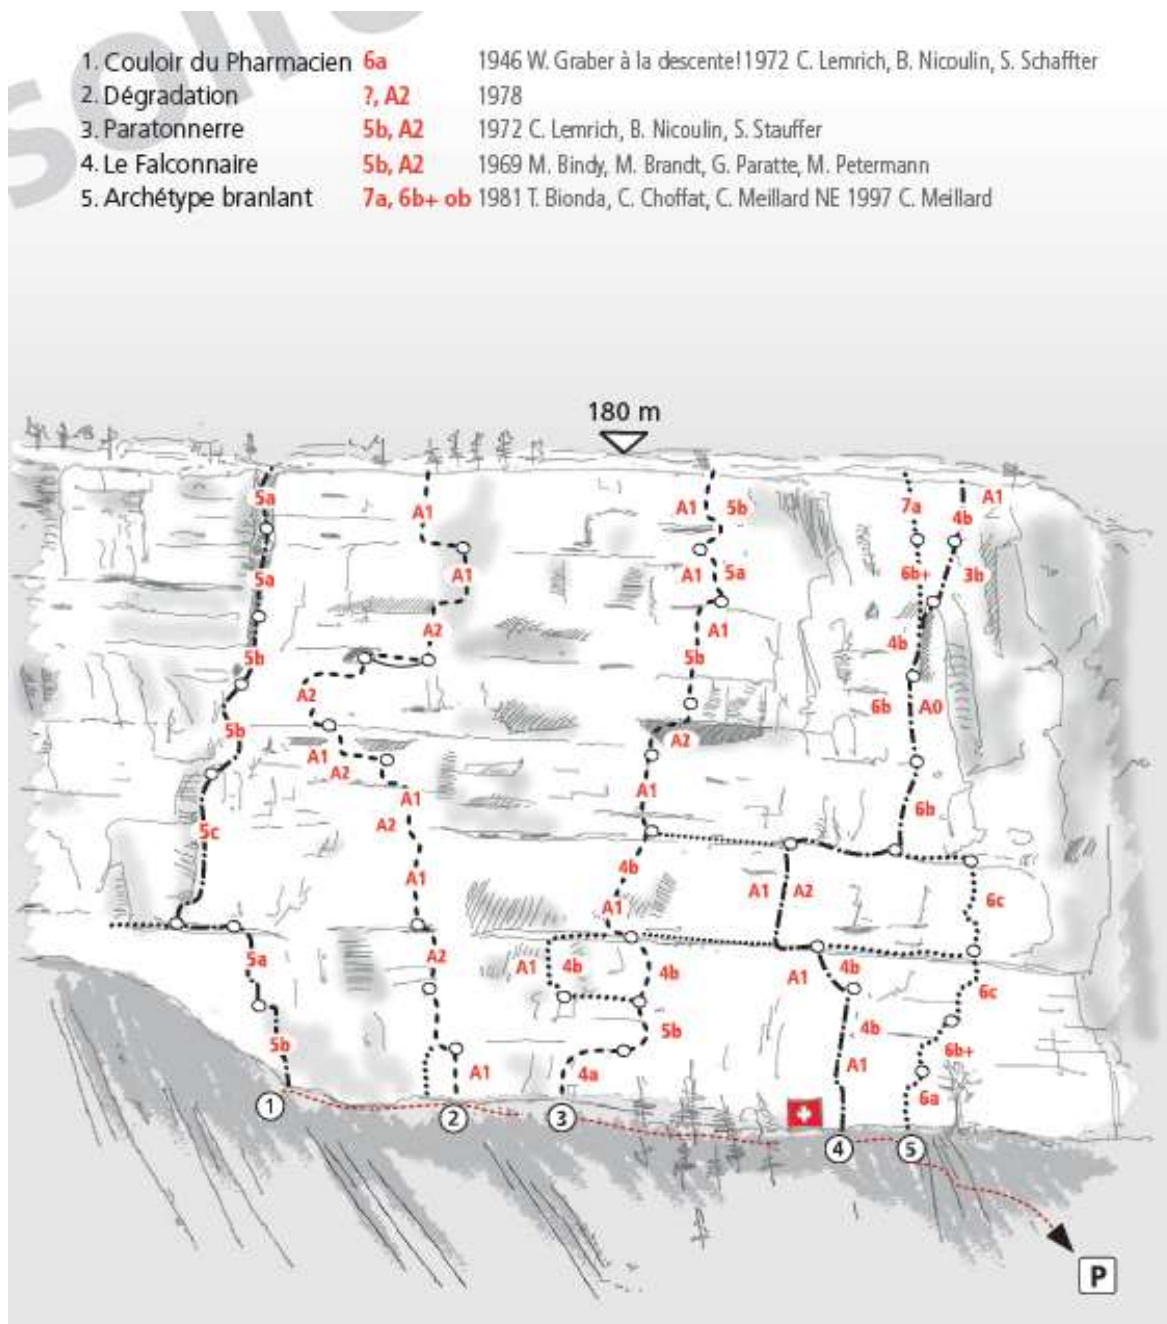 1. Couloir du Pharmacien 6a 1946 W. Graber à la descente!1972 C. Lemrich, B. Nicoulin, S. Schaffter
2. Dégradation ?, A2 1978
3. Paratonnerre 5b, A2 1972 C. Lemrich, B. Nicoulin, S. Stauffer
4. Le Falconnaire 5b, A2 1969 M. Bindy, M. Brandt, G. Paratte, M. Petermann
5. Archétype branlant 7a, 6b+ ob 1981 T. Bionda, C. Choffat, C. Meillard NE 1997 C. Meillard
180 m
5a A1 A1 5b 7a 4b A1
5a A1 A1 5a 6b+ 3b
5b A2 5b A1 4b
A2 6b A0
5b A1 A2 A2
5c A1 A2 A1 6b
A1 4b A1 A1 A2 6c
5a A2 A1 4b 4b A1 4b 6c
5b A1 4a 5b 4b A1 6b+ 6a
1 2 3 4 5
P